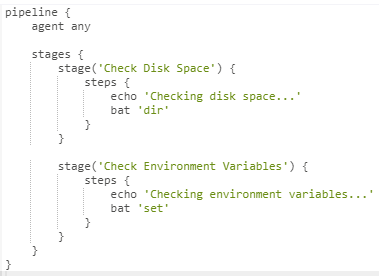 pipeline {
    agent any

    stages {
        stage('Check Disk Space') {
            steps {
                echo 'Checking disk space...'
                bat 'dir'
            }
        }

        stage('Check Environment Variables') {
            steps {
                echo 'Checking environment variables...'
                bat 'set'
            }
        }
    }
}